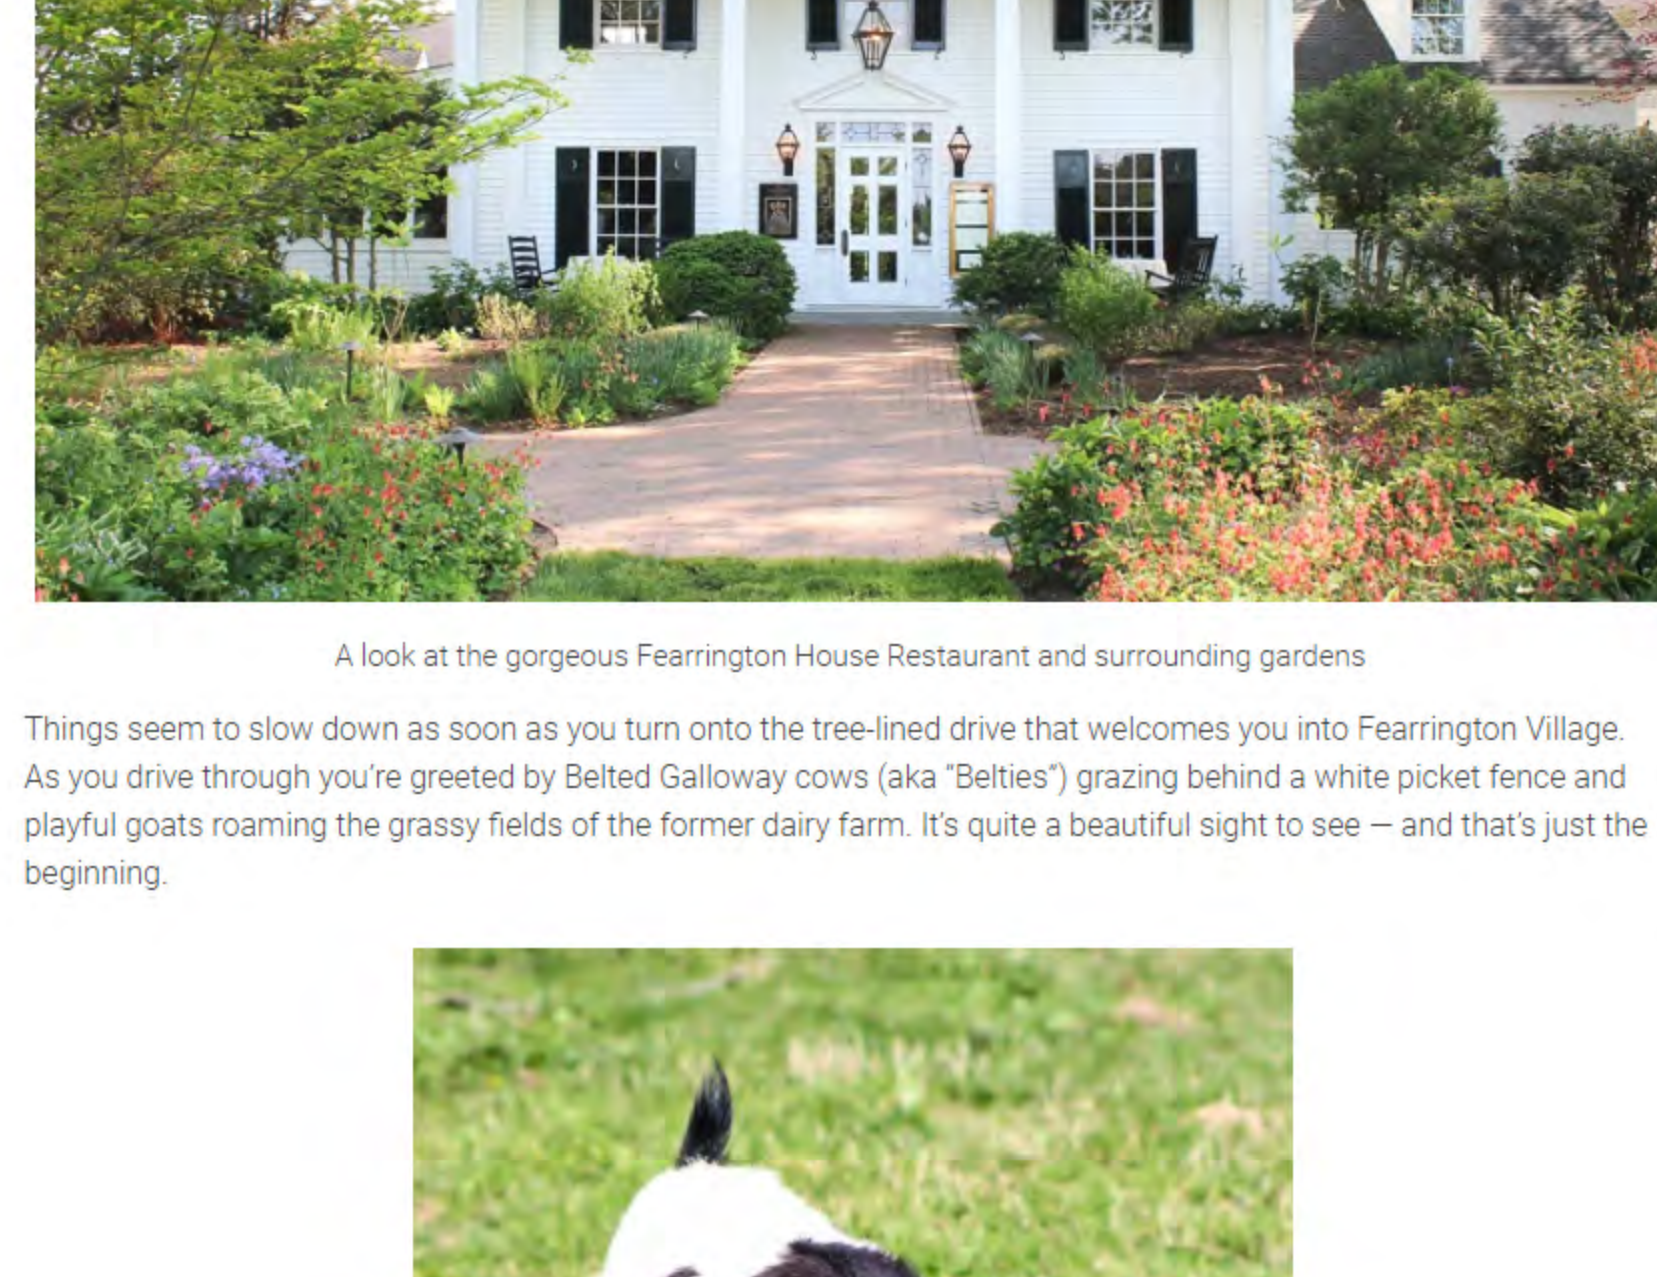 A look at the gorgeous Fearrington House Restaurant and surrounding gardens
Things seem to slow down as soon as you turn onto the tree-lined drive that welcomes you into Fearrington Village.
As you drive through you’re greeted by Belted Galloway cows (aka “Belties”) grazing behind a white picket fence and
playful goats roaming the grassy fields of the former dairy farm. It’s quite a beautiful sight to see — and that’s just the
beginning.